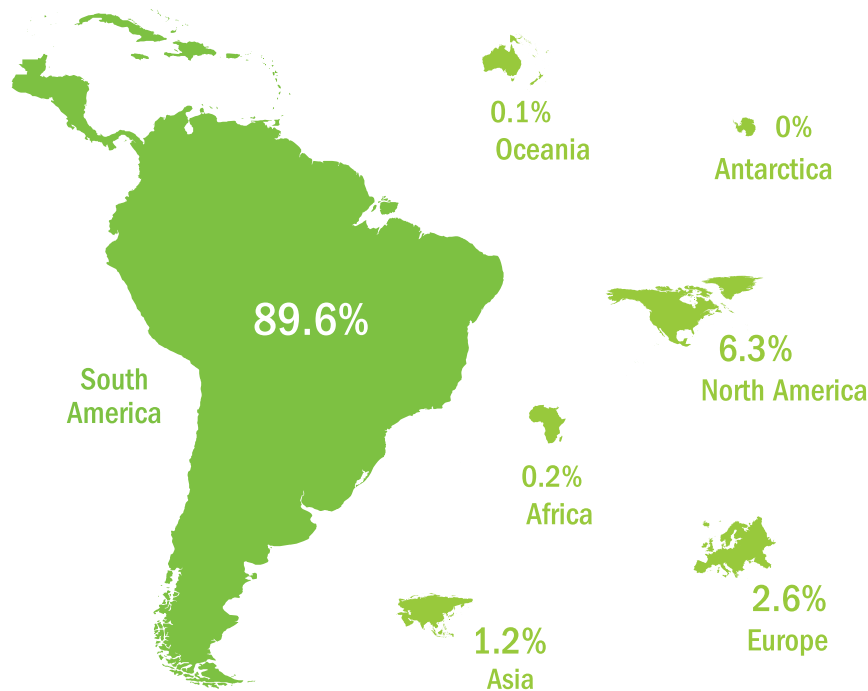 0.1%
Oceania
0%
Antarctica
89.6%
South
America
6.3%
North America
0.2%
Africa
2.6%
Europe
1.2%
Asia